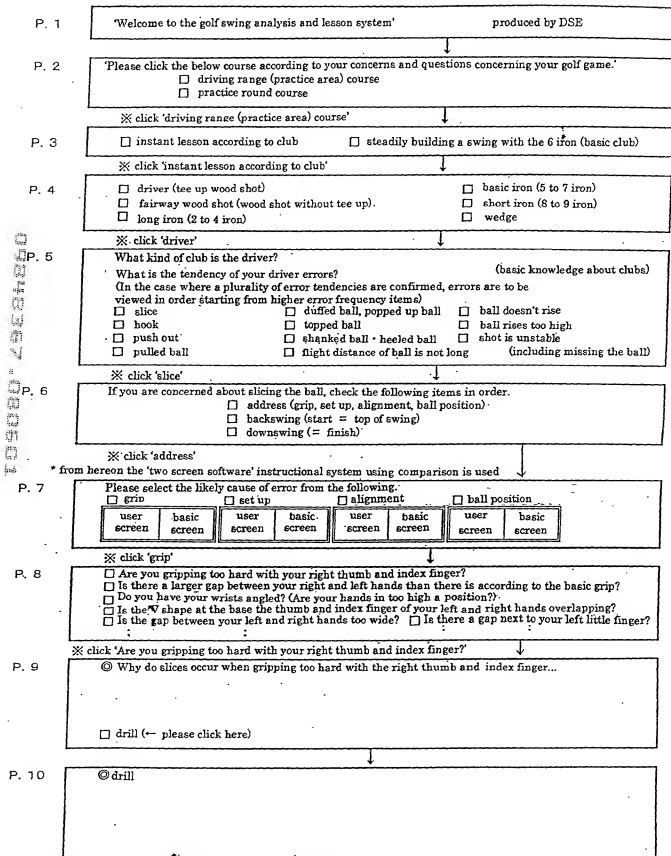 P. 1
'Welcome to the golf swing analysis and lesson system' produced by DSE
P. 2
'Please click the below course according to your concerns and questions concerning your golf game.'
☐ driving range (practice area) course
☐ practice round course
※ click 'driving range (practice area) course'
P. 3
☐ instant lesson according to club ☐ steadily building a swing with the 6 iron (basic club)
※ click 'instant lesson according to club'
P. 4
☐ driver (tee up wood shot) ☐ basic iron (5 to 7 iron)
☐ fairway wood shot (wood shot without tee up). ☐ short iron (8 to 9 iron)
☐ long iron (2 to 4 iron) ☐ wedge
※ click 'driver'
P. 5
What kind of club is the driver?
What is the tendency of your driver errors? (basic knowledge about clubs)
(In the case where a plurality of error tendencies are confirmed, errors are to be
viewed in order starting from higher error frequency items)
☐ slice ☐ duffed ball, popped up ball ☐ ball doesn't rise
☐ hook ☐ topped ball ☐ ball rises too high
☐ push out ☐ shanked ball・heeled ball ☐ shot is unstable
☐ pulled ball ☐ flight distance of ball is not long (including missing the ball)
※ click 'slice'
P. 6
If you are concerned about slicing the ball, check the following items in order.
☐ address (grip, set up, alignment, ball position)
☐ backswing (start = top of swing)
☐ downswing (= finish)
※ click 'address'
* from hereon the 'two screen software' instructional system using comparison is used
P. 7
Please select the likely cause of error from the following.
☐ grip ☐ set up ☐ alignment ☐ ball position
user basic user basic user basic user basic
screen screen screen screen screen screen screen screen
※ click 'grip'
P. 8
☐ Are you gripping too hard with your right thumb and index finger?
☐ Is there a larger gap between your right and left hands than there is according to the basic grip?
☐ Do you have your wrists angled? (Are your hands in too high a position?)
☐ Is the V shape at the base the thumb and index finger of your left and right hands overlapping?
☐ Is the gap between your left and right hands too wide? ☐ Is there a gap next to your left little finger?
: : :
※ click 'Are you gripping too hard with your right thumb and index finger?'
P. 9
◎ Why do slices occur when gripping too hard with the right thumb and index finger...
☐ drill (← please click here)
P. 10
◎ drill